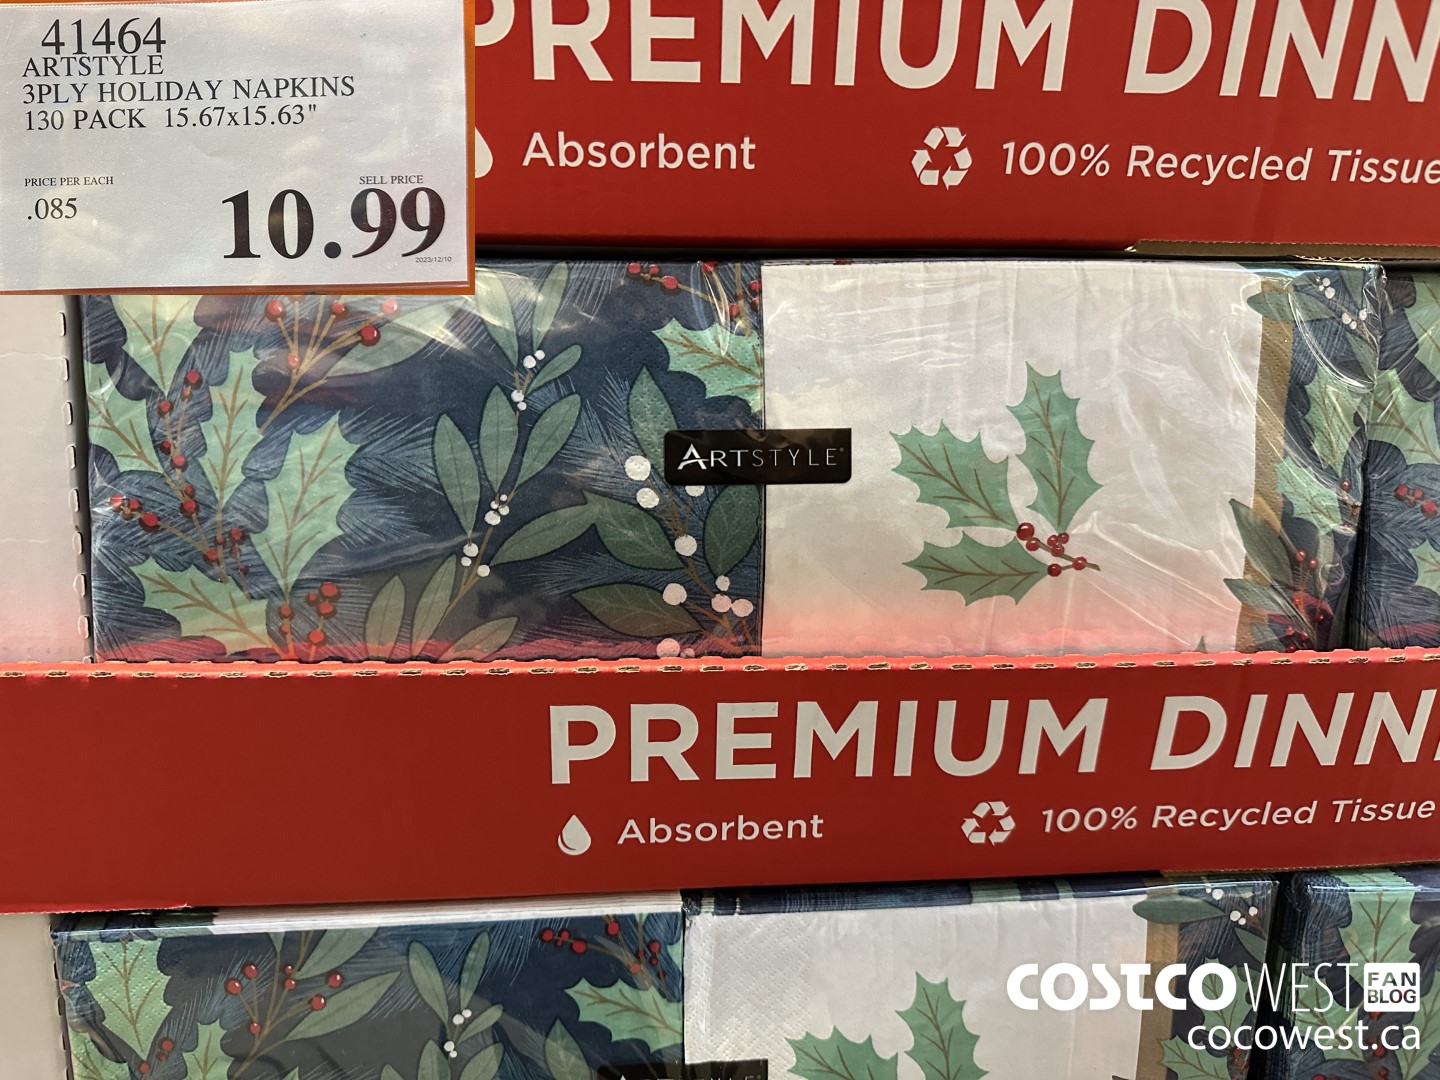 41464
ARTSTYLE
3PLY HOLIDAY NAPKINS
130 PACK 15.67x15.63"
PRICE PER EACH
SELL PRICE
.085
10.99
2023/12/10
PREMIUM DINN
Absorbent
100% Recycled Tissue
ARTSTYLE
PREMIUM DINN
Absorbent
100% Recycled Tissue
COSTCO WEST FAN BLOG
cocowest.ca